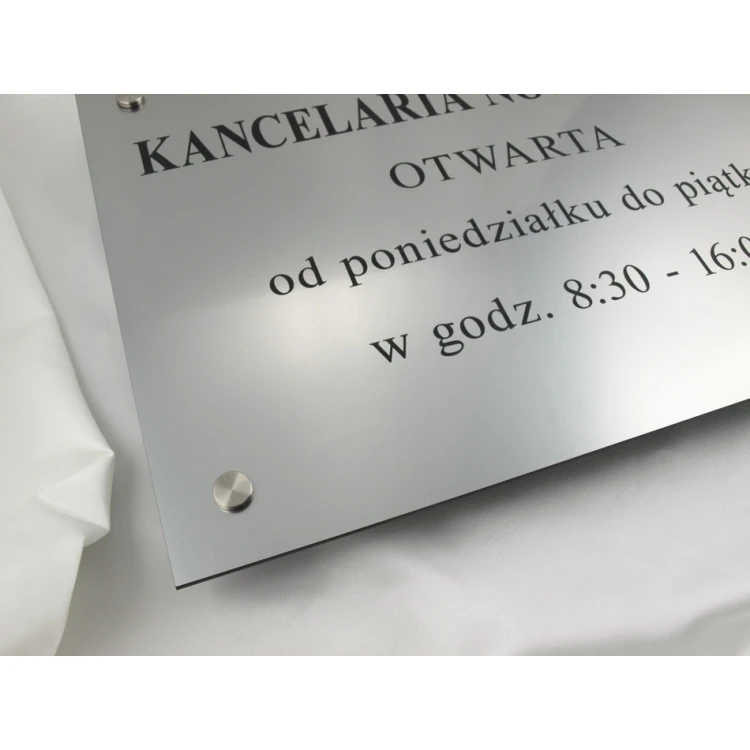 KANCELARIA
OTWARTA
od poniedziałku do
w godz. 8:30 -